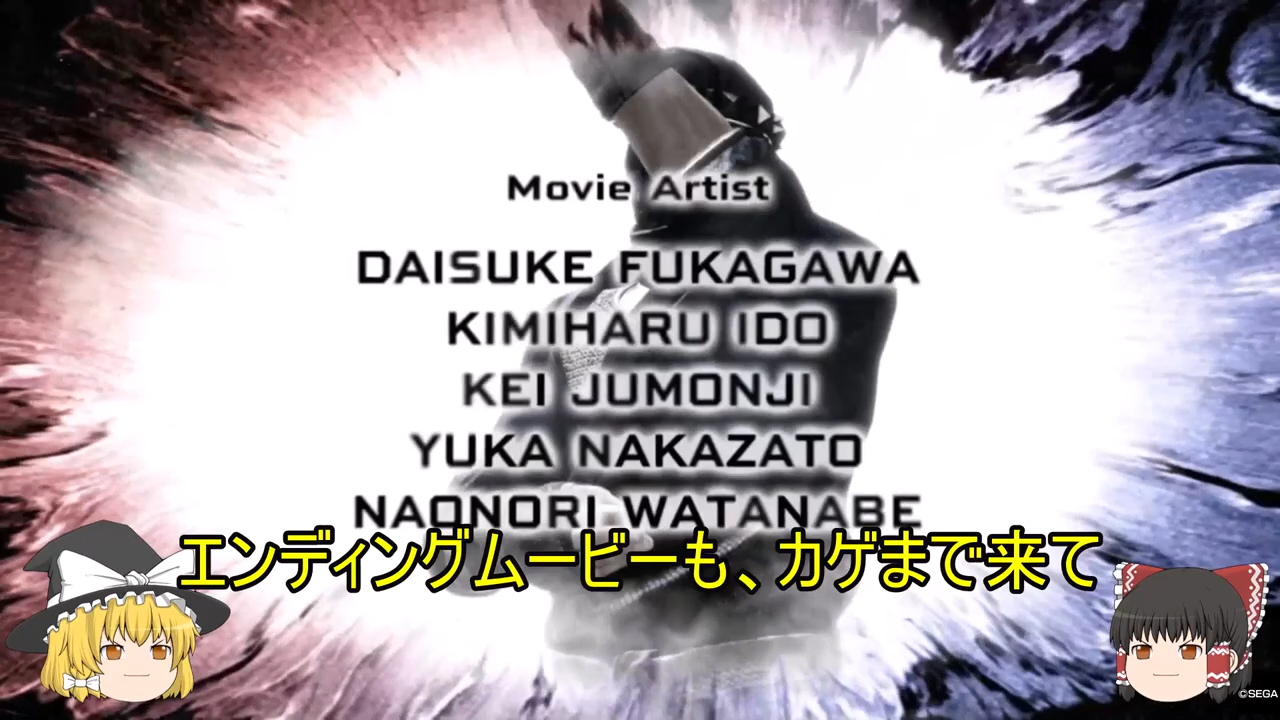 Movie Artist
DAISUKE FUKAGAWA
KIMIHARU IDO
KEI JUMONJI
YUKA NAKAZATO
NAONORI WATANABE
エンディングムービーも、カゲまで来て
©SEGA